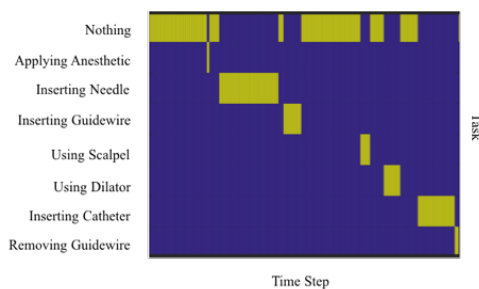 Nothing
Applying Anesthetic
Inserting Needle
Inserting Guidewire
Using Scalpel
Using Dilator
Inserting Catheter
Removing Guidewire
Task
Time Step